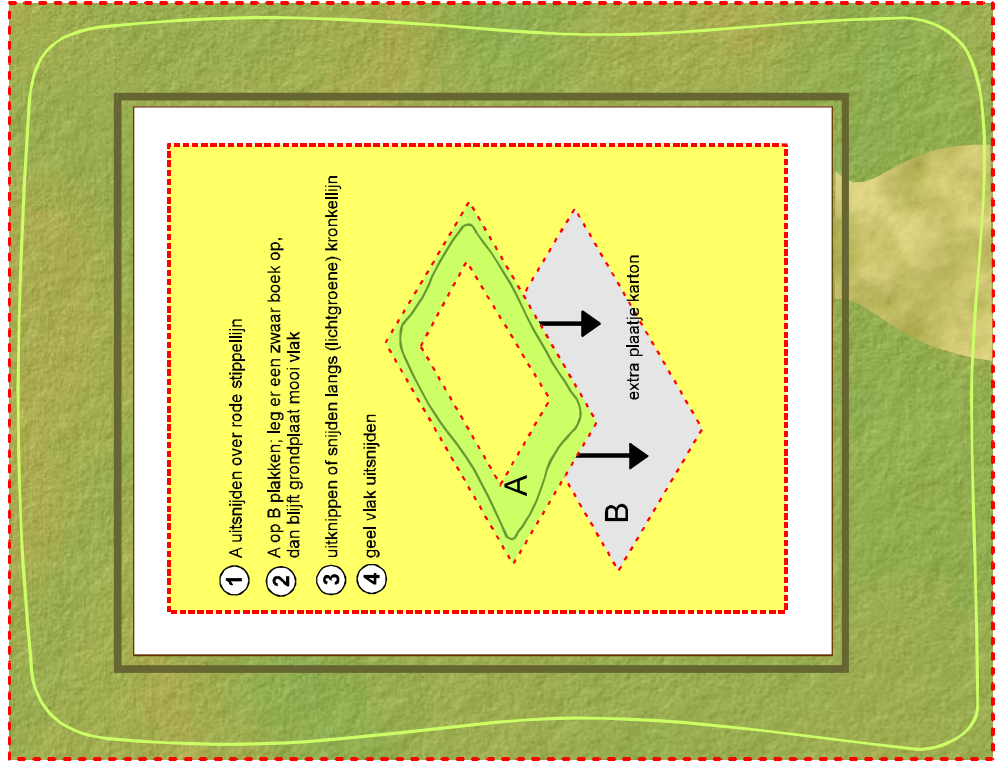 1 A uitsnijden over rode stippellijn
2 A op B plakken; leg er een zwaar boek op,
dan blijft grondplaat mooi vlak
3 uitknippen of snijden langs (lichtgroene) kronkellijn
4 geel vlak uitsnijden
A
B
extra plaatje karton